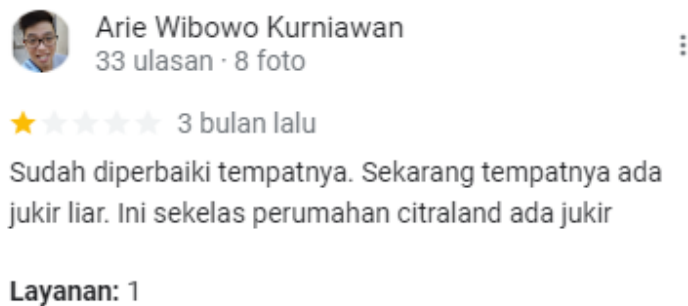 Arie Wibowo Kurniawan
33 ulasan · 8 foto
3 bulan lalu
Sudah diperbaiki tempatnya. Sekarang tempatnya ada
jukir liar. Ini sekelas perumahan citraland ada jukir
Layanan: 1